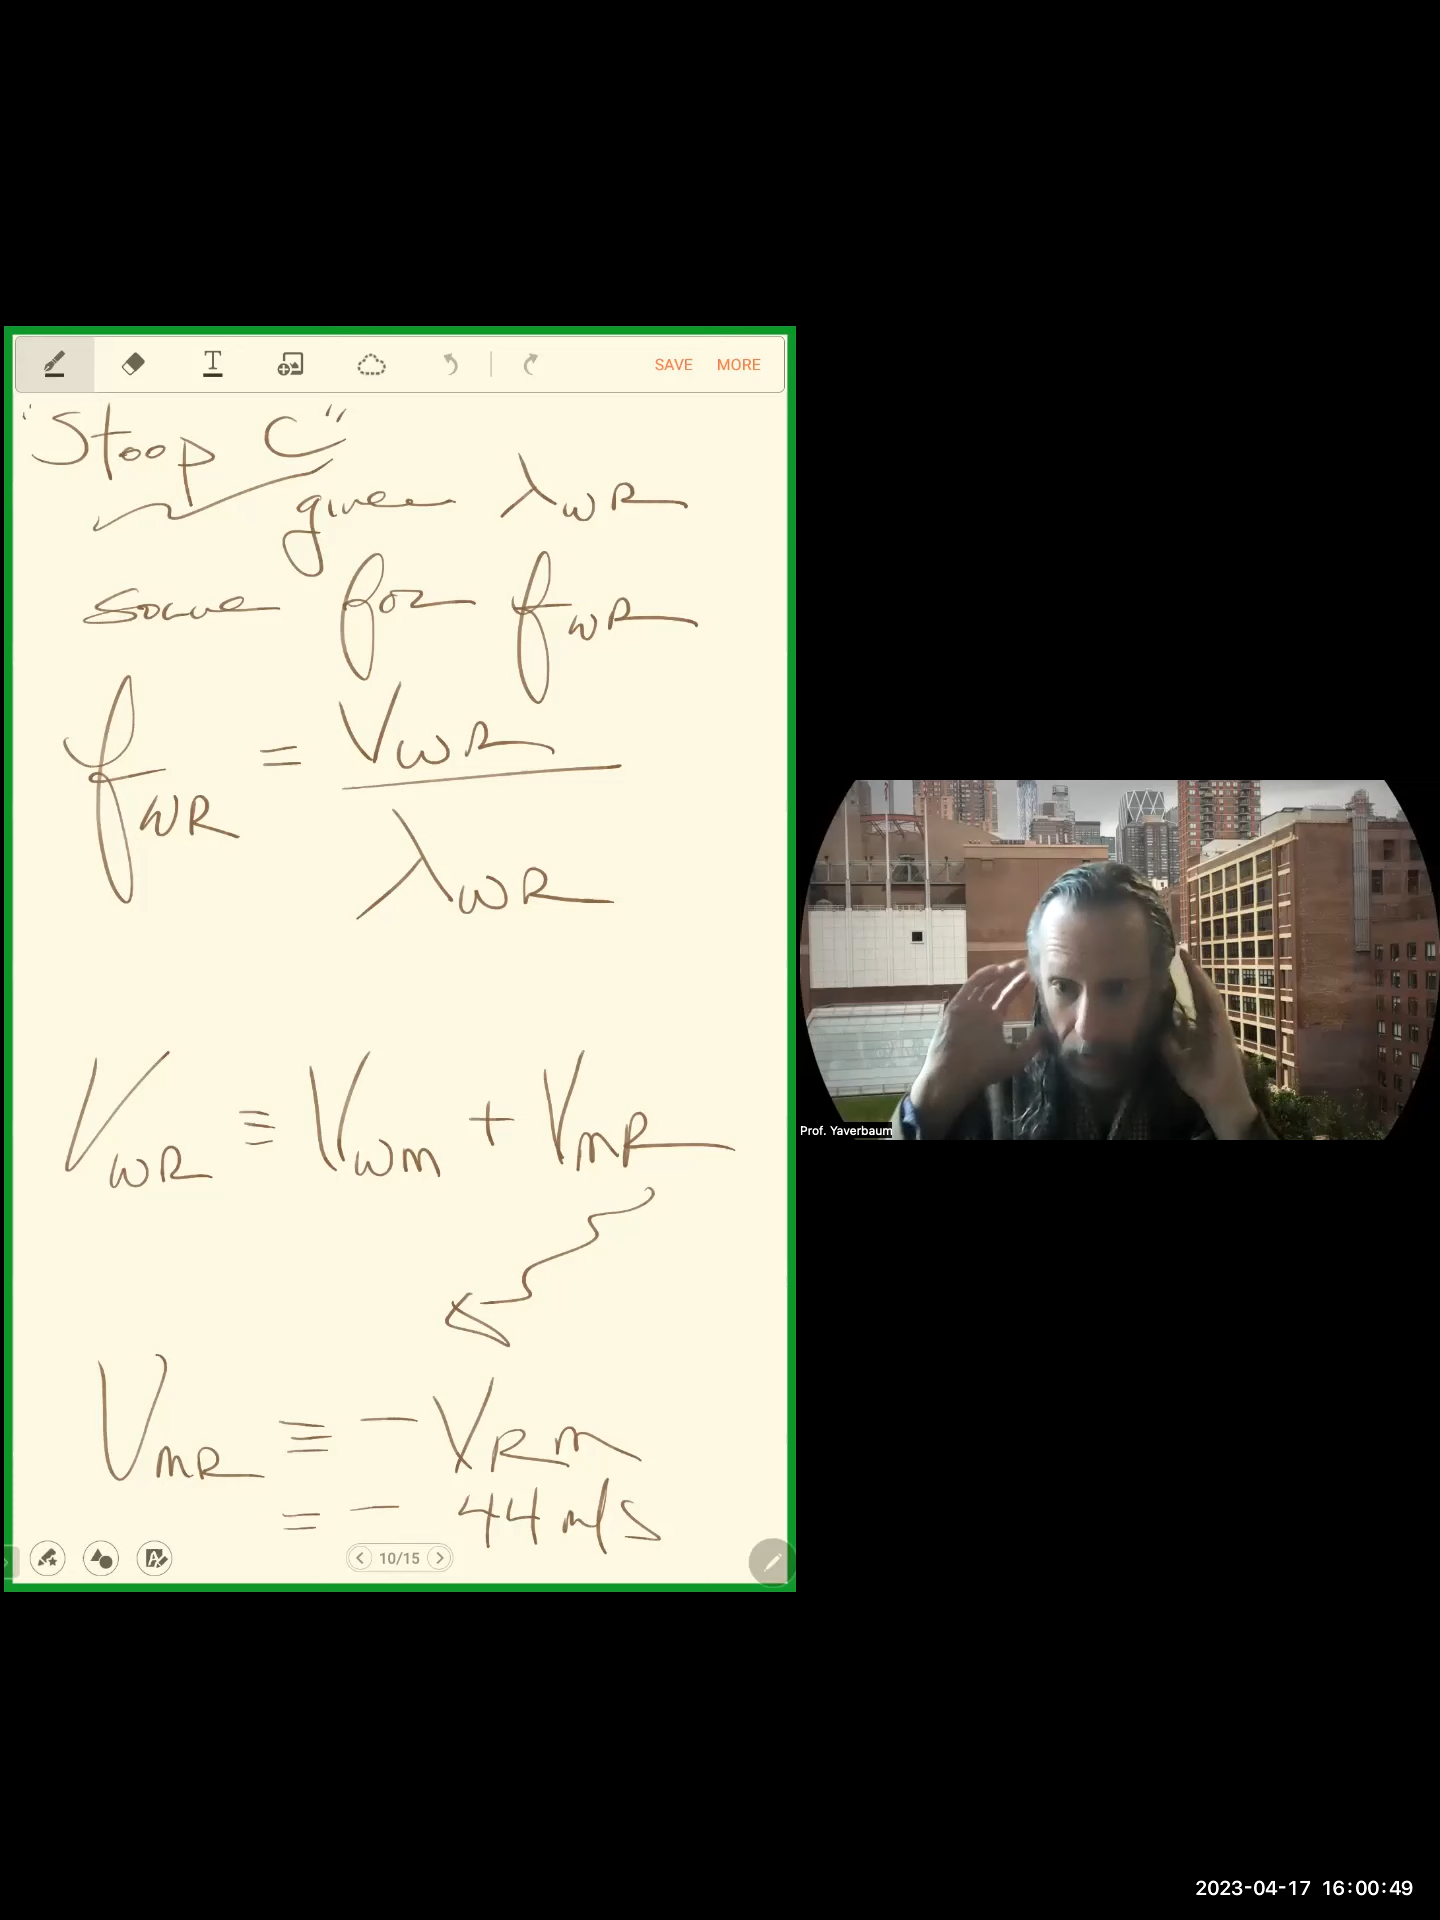 SAVE MORE
"Stoop C"
given λWR
solve for fWR
fWR = VWR
λWR
VWR ≡ VWM + VMR
VMR ≡ -VRM
= - 44 m/s
10/15
Prof. Yaverbaum
2023-04-17 16:00:49